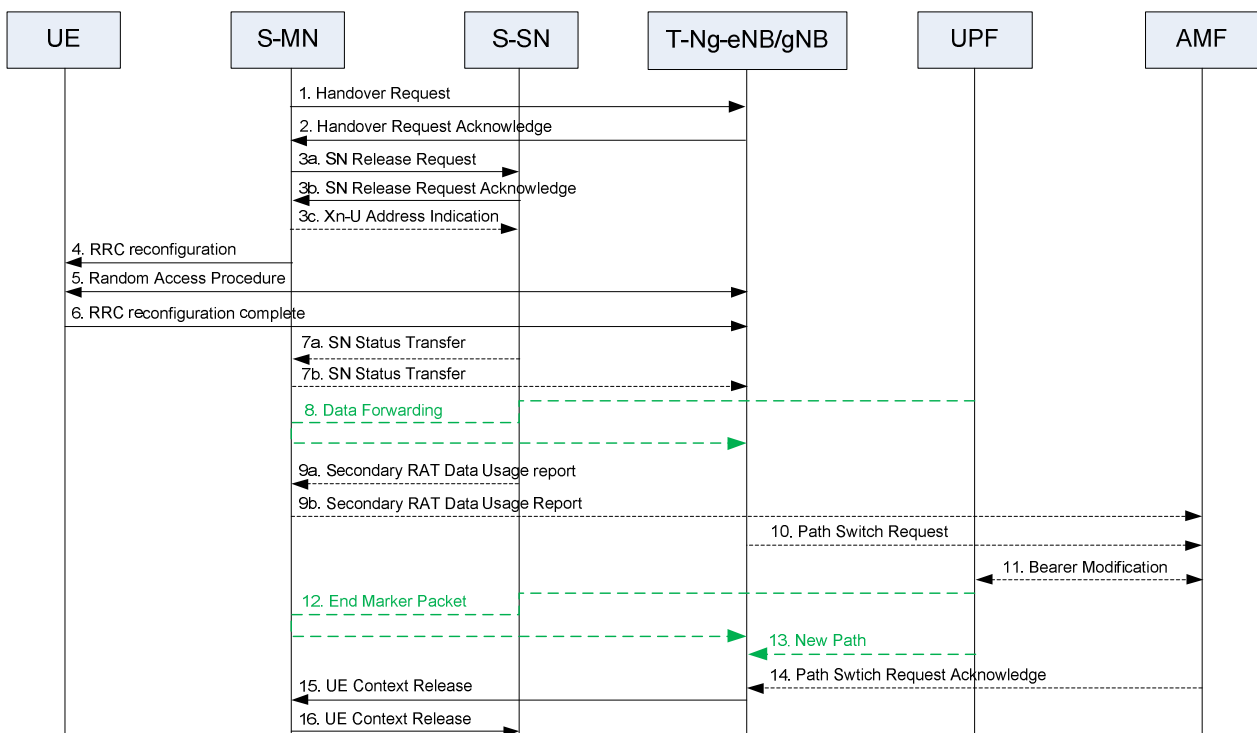 UE
S-MN
S-SN
T-Ng-eNB/gNB
UPF
AMF
1. Handover Request
2. Handover Request Acknowledge
3a. SN Release Request
3b. SN Release Request Acknowledge
3c. Xn-U Address Indication
4. RRC reconfiguration
5. Random Access Procedure
6. RRC reconfiguration complete
7a. SN Status Transfer
7b. SN Status Transfer
8. Data Forwarding
9a. Secondary RAT Data Usage report
9b. Secondary RAT Data Usage Report
10. Path Switch Request
11. Bearer Modification
12. End Marker Packet
13. New Path
14. Path Swtich Request Acknowledge
15. UE Context Release
16. UE Context Release